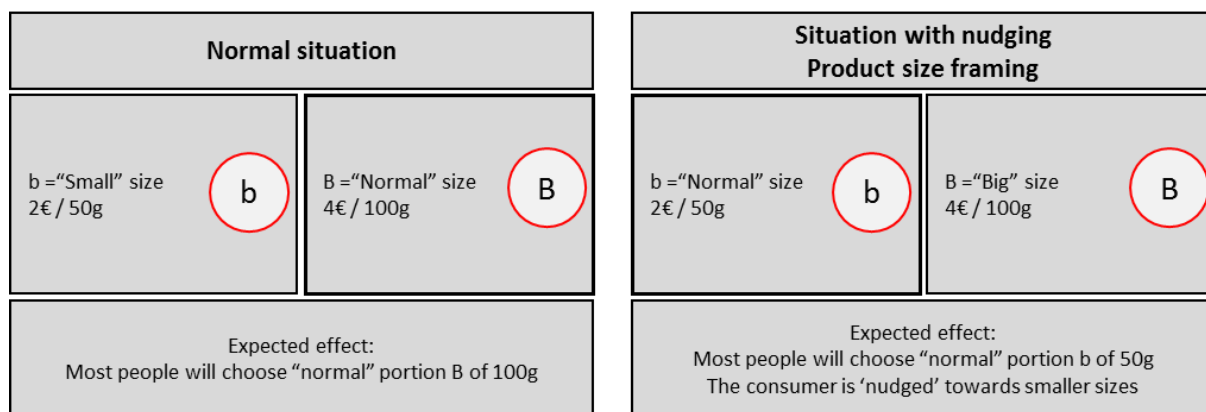 Normal situation
b =“Small” size
2€ / 50g
b
B =“Normal” size
4€ / 100g
B
Expected effect:
Most people will choose “normal” portion B of 100g
Situation with nudging
Product size framing
b =“Normal” size
2€ / 50g
b
B =“Big” size
4€ / 100g
B
Expected effect:
Most people will choose “normal” portion b of 50g
The consumer is ‘nudged’ towards smaller sizes